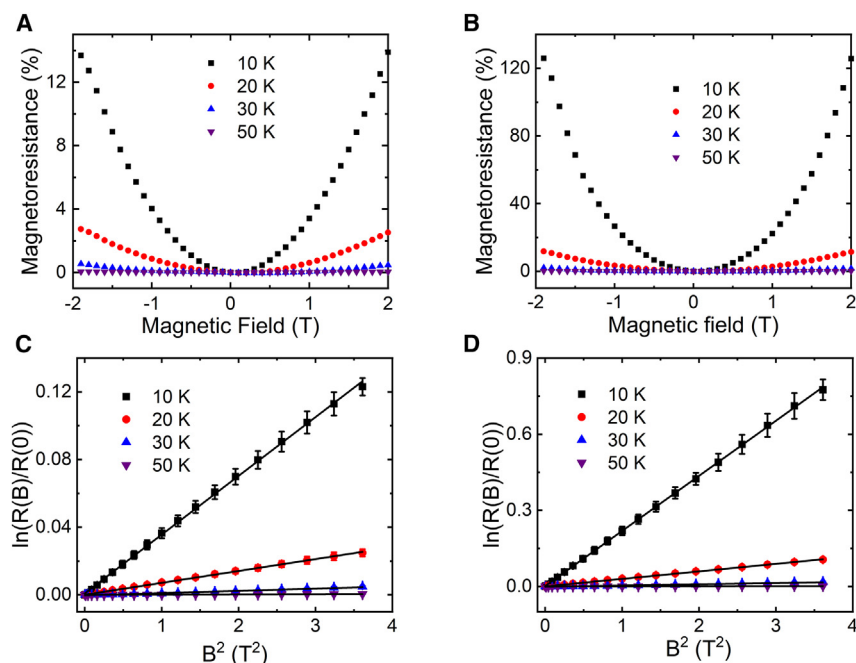 A
Magnetoresistance (%)
14
12
8
4
0
10 K
20 K
30 K
50 K
-2
-1
0
1
2
Magnetic Field (T)
B
Magnetoresistance (%)
120
80
40
0
10 K
20 K
30 K
50 K
-2
-1
0
1
2
Magnetic field (T)
C
ln(R(B)/R(0))
0.12
0.08
0.04
0.00
10 K
20 K
30 K
50 K
0
1
2
3
4
B² (T²)
D
ln(R(B)/R(0))
0.9
0.6
0.3
0.0
10 K
20 K
30 K
50 K
0
1
2
3
4
B² (T²)